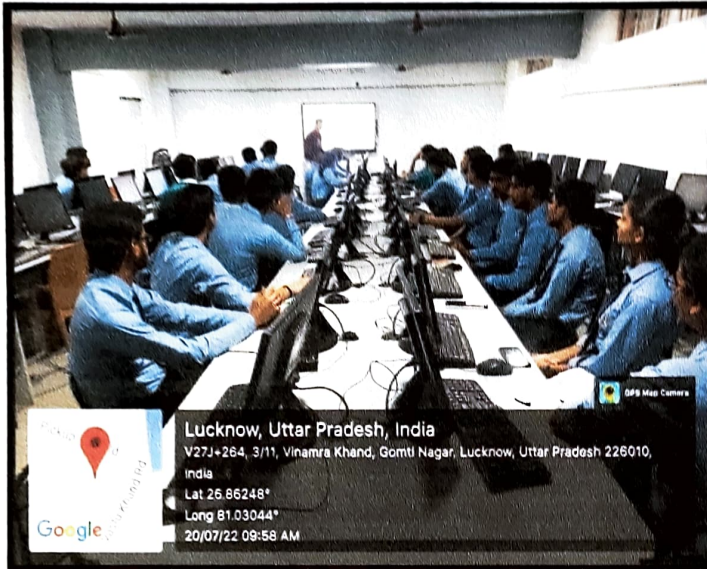 GPS Map Camera
Lucknow, Uttar Pradesh, India
V27J+264, 3/11, Vinamra Khand, Gomti Nagar, Lucknow, Uttar Pradesh 226010,
India
Lat 26.86248°
Long 81.03044°
20/07/22 09:58 AM
Google